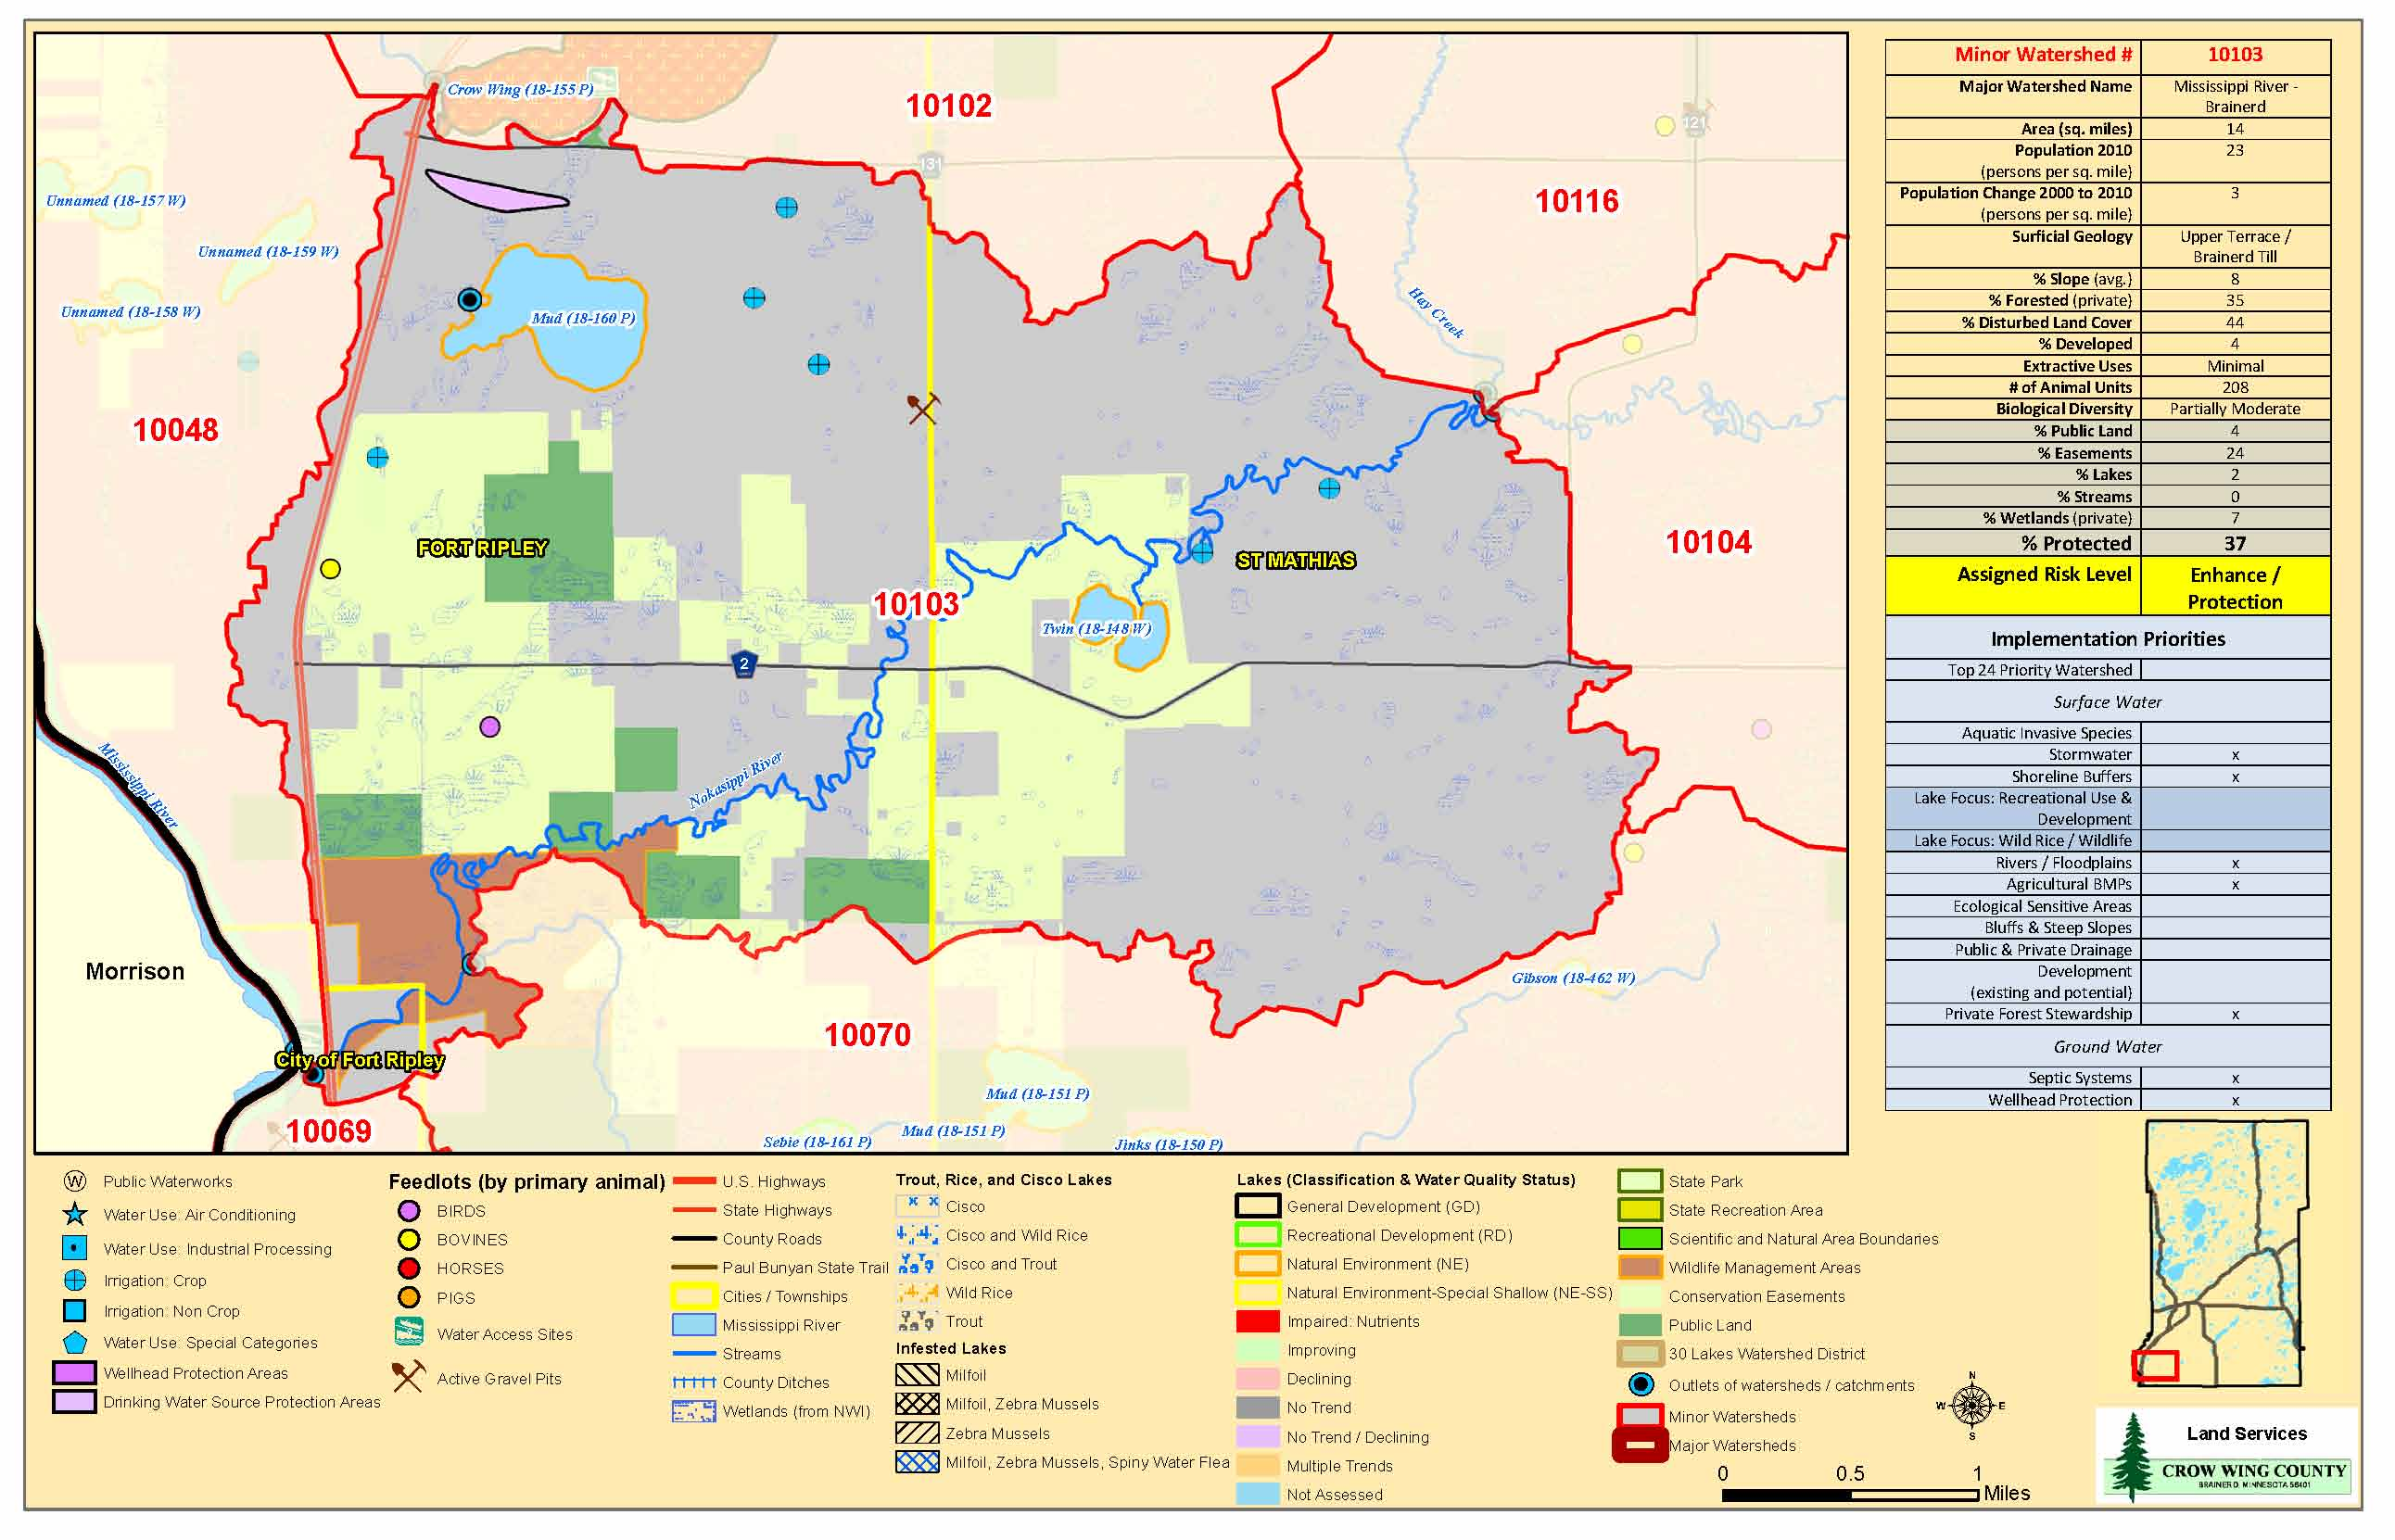 Crow Wing (18-155 P)
10102
121
131
Unnamed (18-157 W)
10116
Unnamed (18-159 W)
Hay Creek
Unnamed (18-158 W)
Mud (18-160 P)
10048
FORT RIPLEY
ST MATHIAS
10104
10103
Twin (18-148 W)
2
Mississippi River
Nokasippi River
Morrison
Gibson (18-462 W)
10070
City of Fort Ripley
Mud (18-151 P)
10069
Mud (18-151 P)
Sebie (18-161 P)
Jinks (18-150 P)
Minor Watershed # 10103
Major Watershed Name Mississippi River -
Brainerd
Area (sq. miles) 14
Population 2010 23
(persons per sq. mile)
Population Change 2000 to 2010 3
(persons per sq. mile)
Surficial Geology Upper Terrace /
Brainerd Till
% Slope (avg.) 8
% Forested (private) 35
% Disturbed Land Cover 44
% Developed 4
Extractive Uses Minimal
# of Animal Units 208
Biological Diversity Partially Moderate
% Public Land 4
% Easements 24
% Lakes 2
% Streams 0
% Wetlands (private) 7
% Protected 37
Assigned Risk Level Enhance /
Protection
Implementation Priorities
Top 24 Priority Watershed
Surface Water
Aquatic Invasive Species
Stormwater x
Shoreline Buffers x
Lake Focus: Recreational Use &
Development
Lake Focus: Wild Rice / Wildlife
Rivers / Floodplains x
Agricultural BMPs x
Ecological Sensitive Areas
Bluffs & Steep Slopes
Public & Private Drainage
Development
(existing and potential)
Private Forest Stewardship x
Ground Water
Septic Systems x
Wellhead Protection x
W Public Waterworks
Water Use: Air Conditioning
Water Use: Industrial Processing
Irrigation: Crop
Irrigation: Non Crop
Water Use: Special Categories
Wellhead Protection Areas
Drinking Water Source Protection Areas
Feedlots (by primary animal)
BIRDS
BOVINES
HORSES
PIGS
Water Access Sites
Active Gravel Pits
U.S. Highways
State Highways
County Roads
Paul Bunyan State Trail
Cities / Townships
Mississippi River
Streams
County Ditches
Wetlands (from NWI)
Trout, Rice, and Cisco Lakes
Cisco
Cisco and Wild Rice
Cisco and Trout
Wild Rice
Trout
Infested Lakes
Milfoil
Milfoil, Zebra Mussels
Zebra Mussels
Milfoil, Zebra Mussels, Spiny Water Flea
Lakes (Classification & Water Quality Status)
General Development (GD)
Recreational Development (RD)
Natural Environment (NE)
Natural Environment-Special Shallow (NE-SS)
Impaired: Nutrients
Improving
Declining
No Trend
No Trend / Declining
Multiple Trends
Not Assessed
State Park
State Recreation Area
Scientific and Natural Area Boundaries
Wildlife Management Areas
Conservation Easements
Public Land
30 Lakes Watershed District
Outlets of watersheds / catchments
Minor Watersheds
Major Watersheds
N
W E
S
0 0.5 1
Miles
Land Services
CROW WING COUNTY
BRAINERD, MINNESOTA 56401